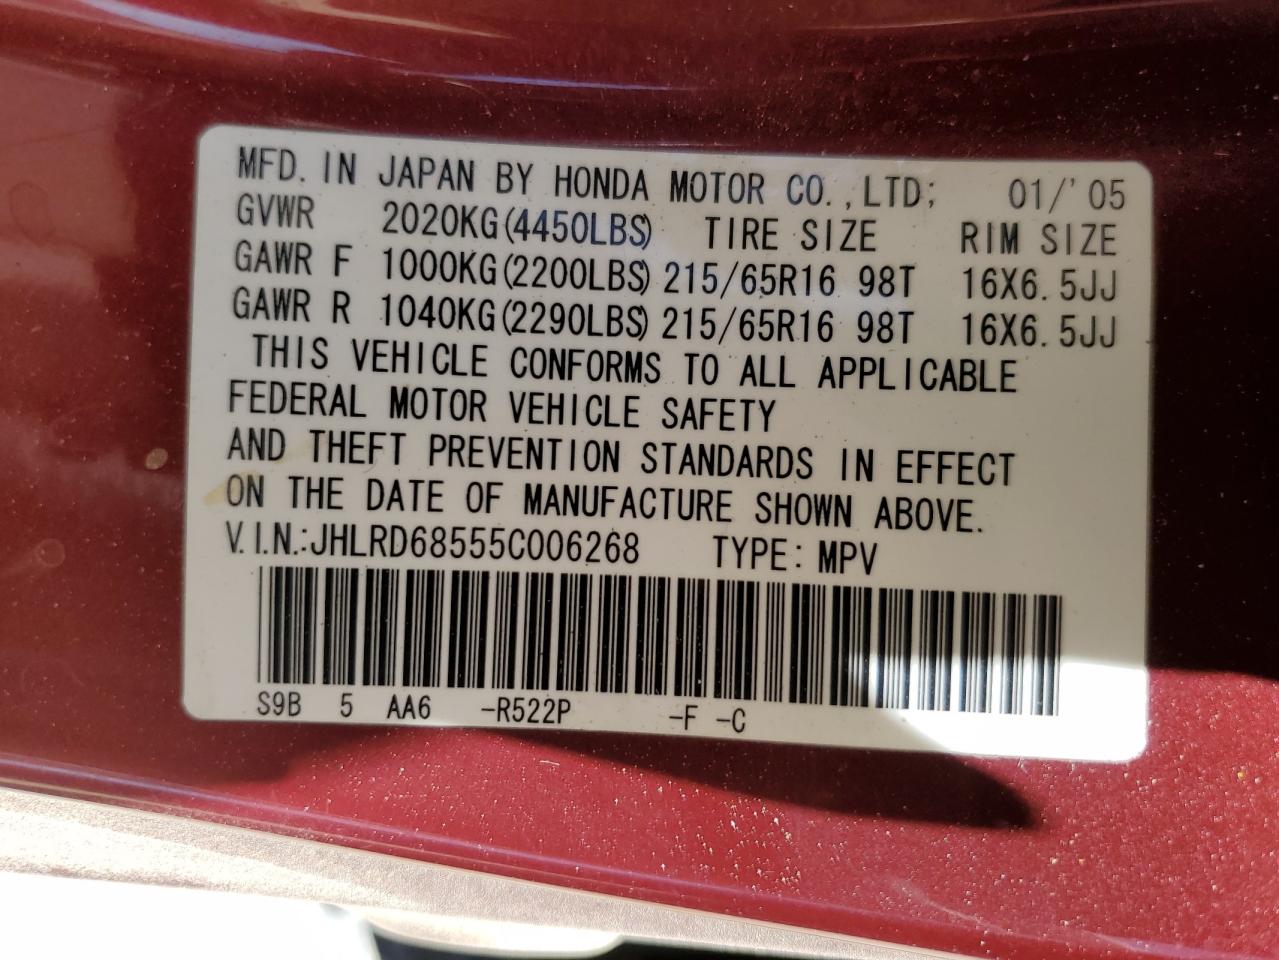 MFD. IN JAPAN BY HONDA MOTOR CO.,LTD; 01/'05
GVWR 2020KG(4450LBS) TIRE SIZE RIM SIZE
GAWR F 1000KG(2200LBS) 215/65R16 98T 16X6.5JJ
GAWR R 1040KG(2290LBS) 215/65R16 98T 16X6.5JJ
THIS VEHICLE CONFORMS TO ALL APPLICABLE
FEDERAL MOTOR VEHICLE SAFETY
AND THEFT PREVENTION STANDARDS IN EFFECT
ON THE DATE OF MANUFACTURE SHOWN ABOVE.
V.I.N.:JHLRD68555C006268 TYPE: MPV
S9B 5 AA6 -R522P -F -C